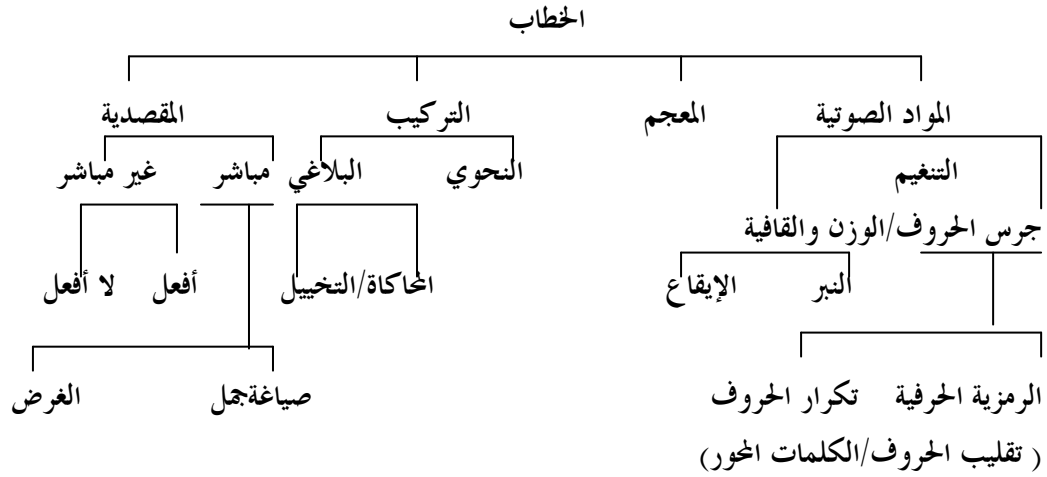 الخطاب
المواد الصوتية المعجم التركيب المقصدية
التنغيم النحوي البلاغي مباشر غير مباشر
جرس الحروف/الوزن والقافية
النبر الإيقاع المحاكاة/التخييل أفعل لا أفعل
الرمزية الحرفية تكرار الحروف صياغةجمل الغرض
( تقليب الحروف/الكلمات المحور)